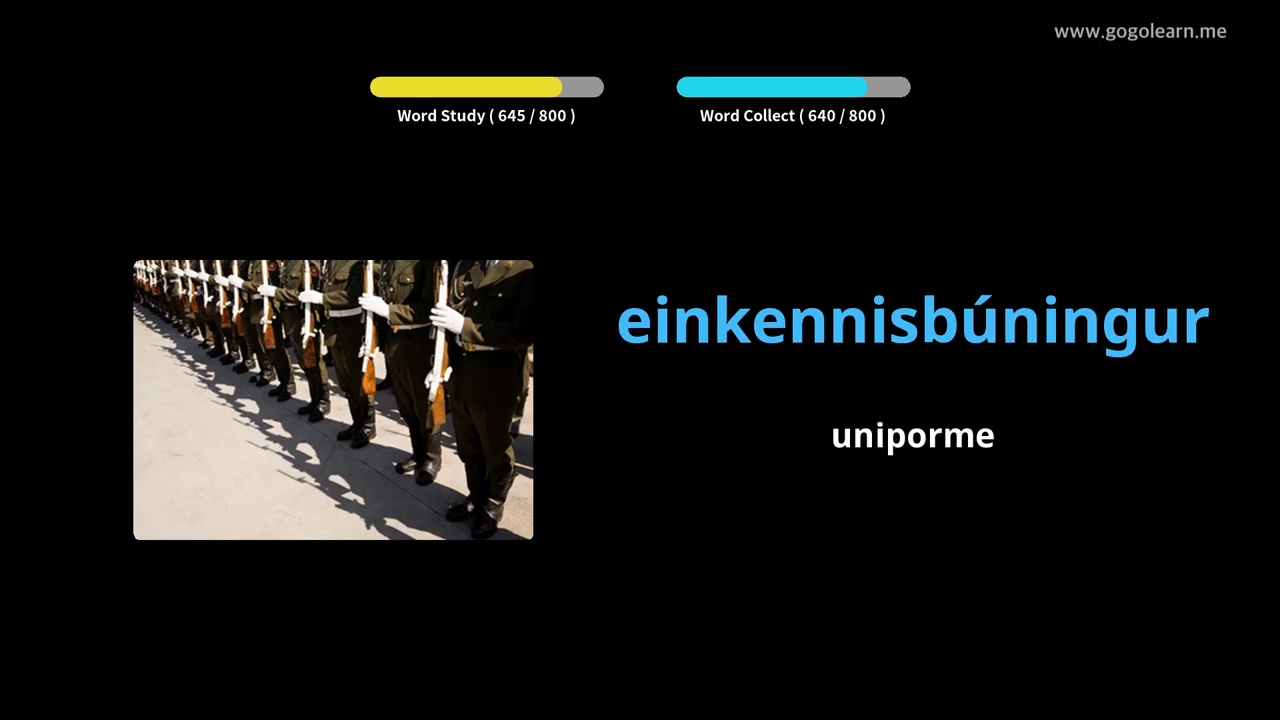 www.gogolearn.me
Word Study ( 645 / 800 )
Word Collect ( 640 / 800 )
einkennisbúningur
uniporme